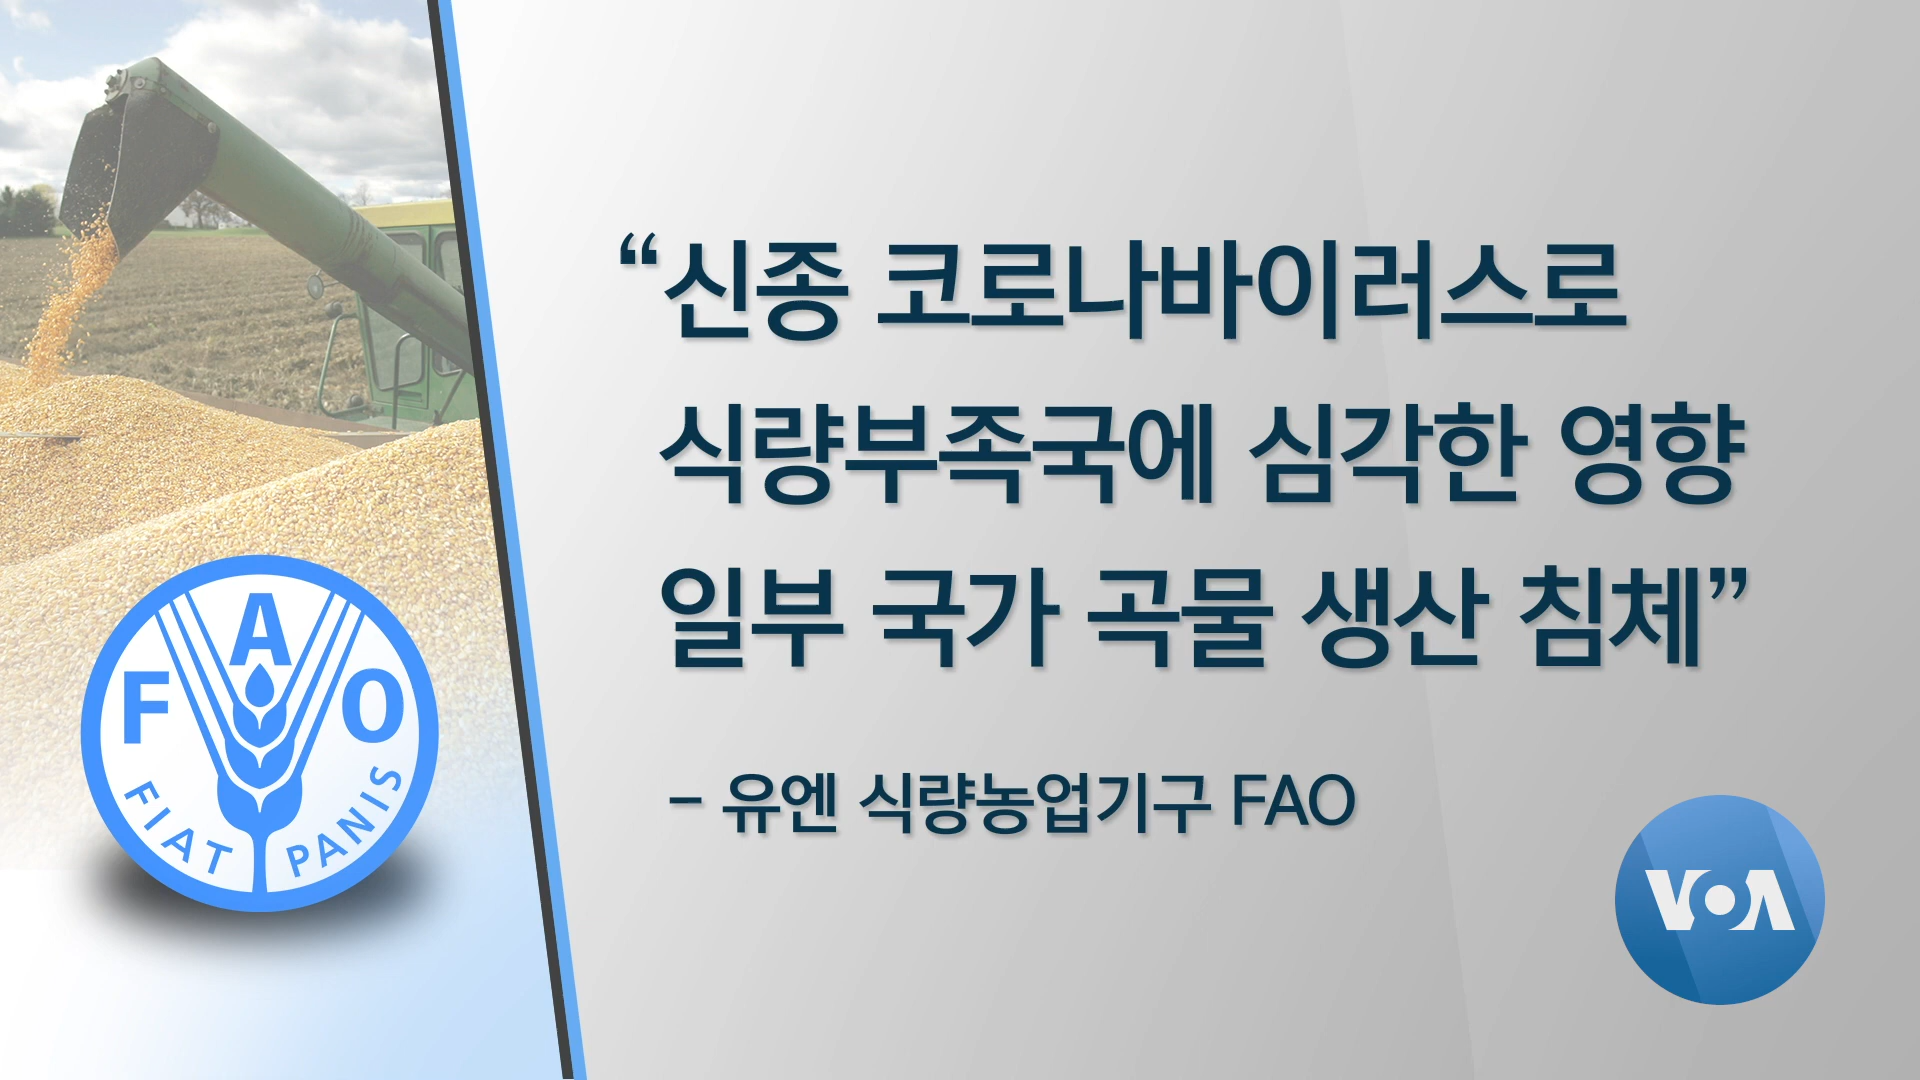 “신종 코로나바이러스로
식량부족국에 심각한 영향
일부 국가 곡물 생산 침체”
– 유엔 식량농업기구 FAO
F A O
FIAT PANIS
VOA